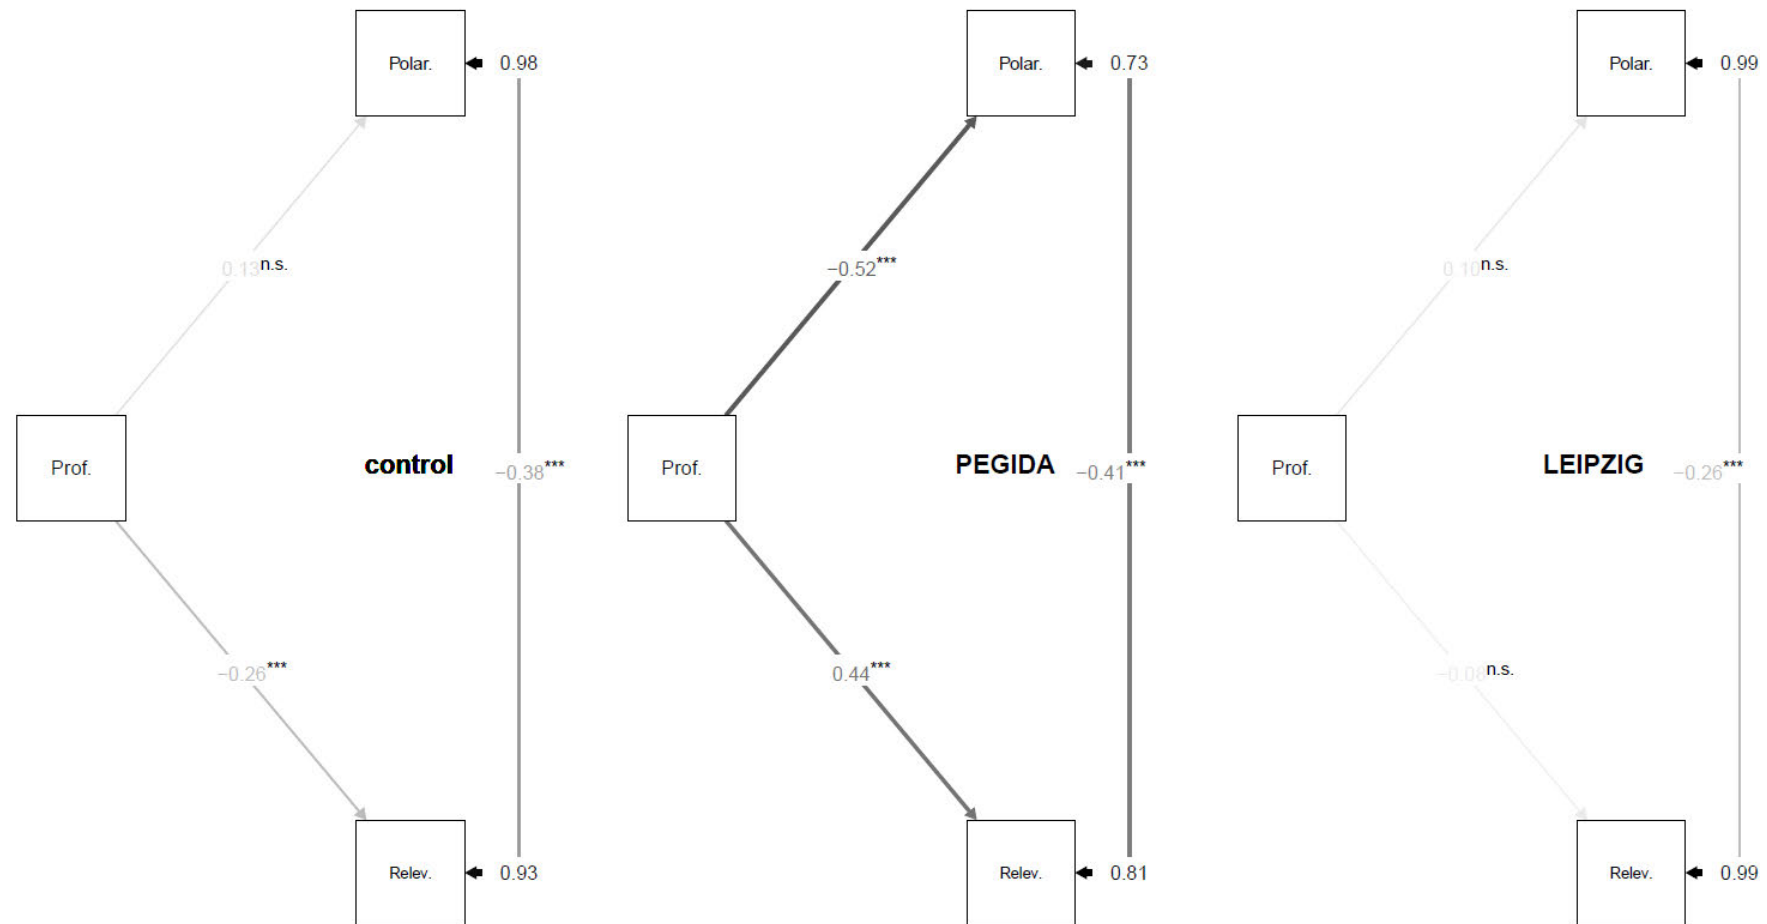 Polar. 0.98
0.13n.s.
Prof. control −0.38***
−0.26***
Relev. 0.93
Polar. 0.73
−0.52***
Prof. PEGIDA −0.41***
0.44***
Relev. 0.81
Polar. 0.99
0.10n.s.
Prof. LEIPZIG −0.26***
−0.08n.s.
Relev. 0.99